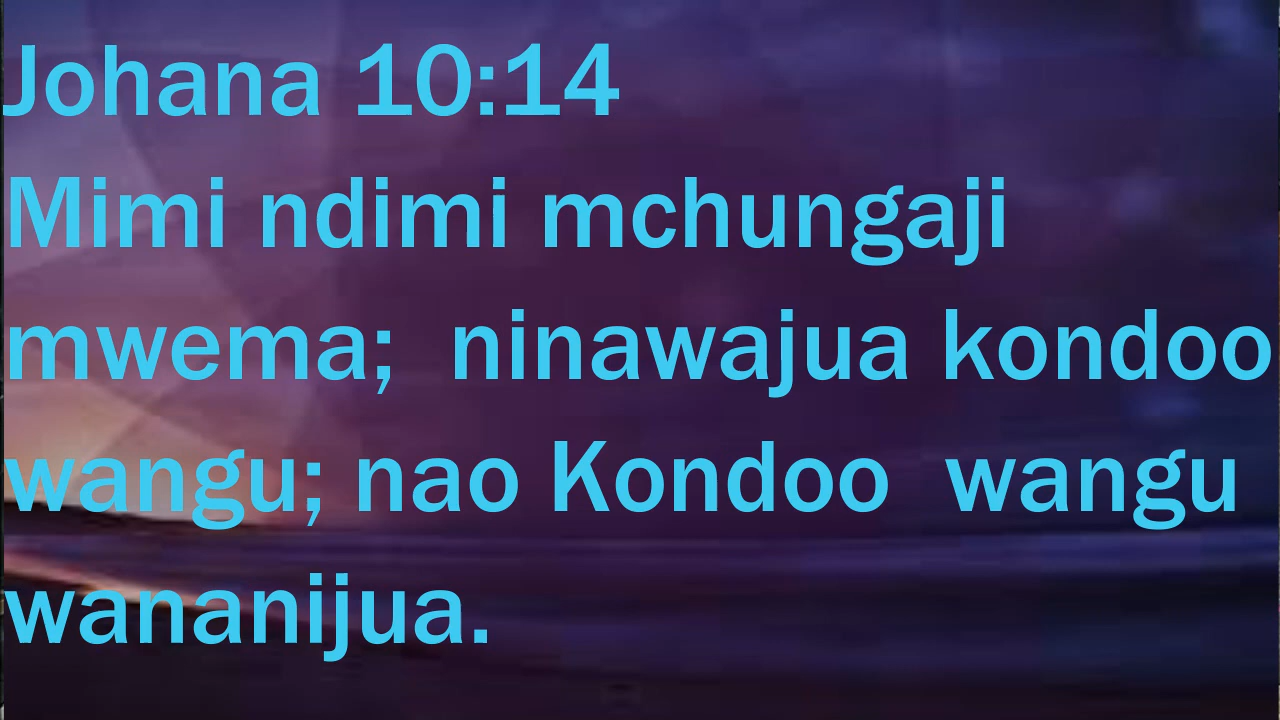 Johana 10:14
Mimi ndimi mchungaji
mwema;  ninawajua kondoo
wangu; nao Kondoo  wangu
wananijua.